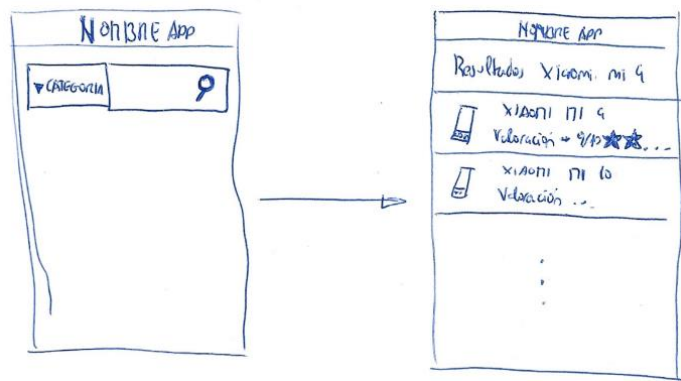 NOMBRE APP
▼CATEGORIA
NOMBRE APP
Resultados Xiaomi mi 9
XIAOMI MI 9
Valoración → 9/10 ★★...
XIAOMI MI 10
Valoración ...